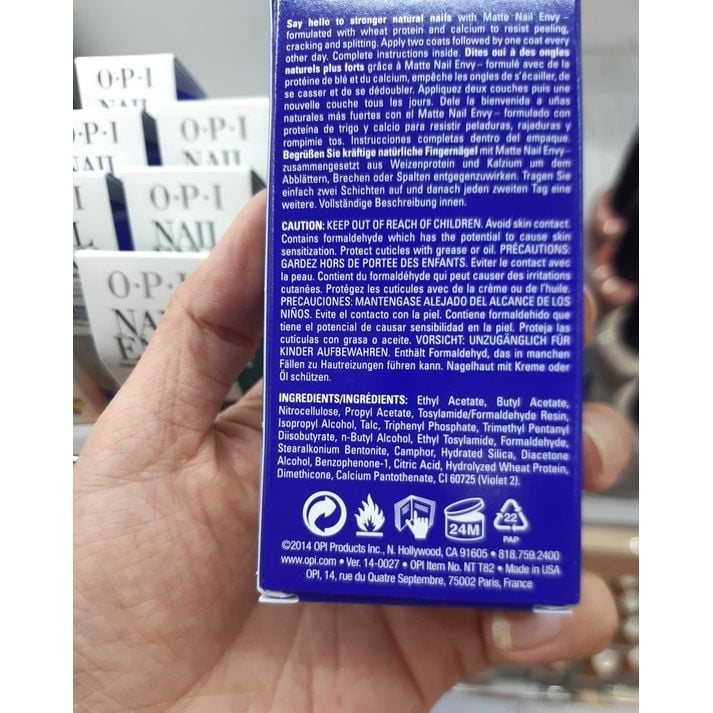 O·P·I
NAIL
·P·I
NAIL
O·P·I
NAIL
·P·I
O·P·I
NAIL
O·P·I
Say hello to stronger natural nails with Matte Nail Envy –
formulated with wheat protein and calcium to resist peeling,
cracking and splitting. Apply two coats followed by one coat every
other day. Complete instructions inside. Dites oui à des ongles
naturels plus forts grâce à Matte Nail Envy – formulé avec de la
protéine de blé et du calcium, empêche les ongles de s'écailler, de
se casser et de se dédoubler. Appliquez deux couches puis une
nouvelle couche tous les jours. Dele la bienvenida a uñas
naturales más fuertes con el Matte Nail Envy – formulado con
proteína de trigo y calcio para resistir peladuras, rajaduras y
rompimie tos. Instrucciones completas dentro del empaque.
Begrüßen Sie kräftige natürliche Fingernägel mit Matte Nail Envy –
zusammengesetzt aus Weizenprotein und Kalzium um dem
Abblättern, Brechen oder Spalten entgegenzuwirken. Tragen Sie
einfach zwei Schichten auf und danach jeden zweiten Tag eine
weitere. Vollständige Beschreibung innen.
CAUTION: KEEP OUT OF REACH OF CHILDREN. Avoid skin contact.
Contains formaldehyde which has the potential to cause skin
sensitization. Protect cuticles with grease or oil. PRÉCAUTIONS:
GARDEZ HORS DE PORTEE DES ENFANTS. Eviter le contact avec
la peau. Contient du formaldéhyde qui peut causer des irritations
cutanées. Protégez les cuticules avec de la crème ou de l'huile.
PRECAUCIONES: MANTENGASE ALEJADO DEL ALCANCE DE LOS
NIÑOS. Evite el contacto con la piel. Contiene formaldehido que
tiene el potencial de causar sensibilidad en la piel. Proteja las
cutículas con grasa o aceite. VORSICHT: UNZUGÄNGLICH FÜR
KINDER AUFBEWAHREN. Enthält Formaldehyd, das in manchen
Fällen zu Hautreizungen führen kann. Nagelhaut mit Kreme oder
Öl schützen.
INGREDIENTS/INGRÉDIENTS: Ethyl Acetate, Butyl Acetate,
Nitrocellulose, Propyl Acetate, Tosylamide/Formaldehyde Resin,
Isopropyl Alcohol, Talc, Triphenyl Phosphate, Trimethyl Pentanyl
Diisobutyrate, n-Butyl Alcohol, Ethyl Tosylamide, Formaldehyde,
Stearalkonium Bentonite, Camphor, Hydrated Silica, Diacetone
Alcohol, Benzophenone-1, Citric Acid, Hydrolyzed Wheat Protein,
Dimethicone, Calcium Pantothenate, CI 60725 (Violet 2).
24M
22
PAP
©2014 OPI Products Inc., N. Hollywood, CA 91605 • 818.759.2400
www.opi.com • Ver. 14-0027 • OPI Item No. NT T82 • Made in USA
OPI, 14, rue du Quatre Septembre, 75002 Paris, France